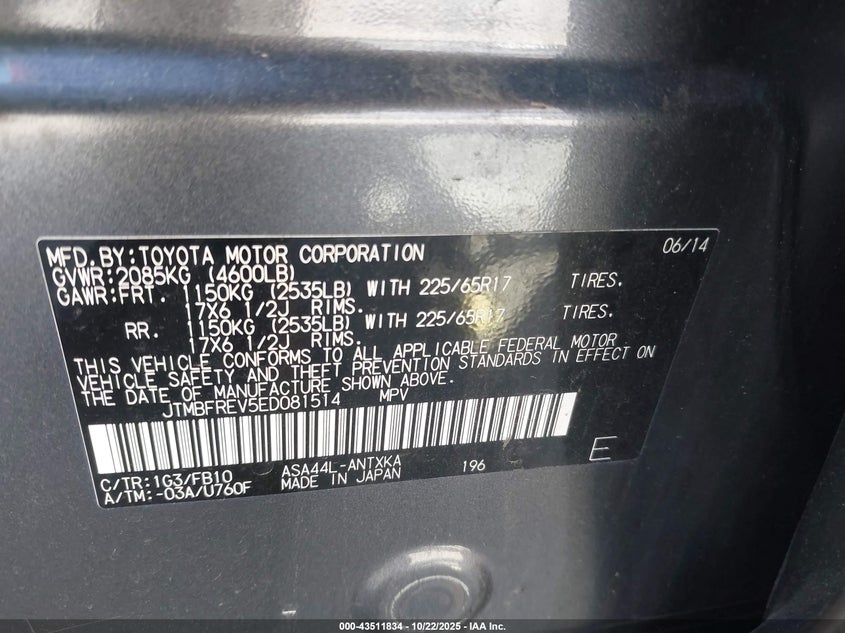 MFD.BY:TOYOTA MOTOR CORPORATION 06/14
GVWR:2085KG (4600LB)
GAWR:FRT. 1150KG (2535LB) WITH 225/65R17 TIRES.
17X6 1/2J RIMS.
RR. 1150KG (2535LB) WITH 225/65R17 TIRES.
17X6 1/2J RIMS.
THIS VEHICLE CONFORMS TO ALL APPLICABLE FEDERAL MOTOR
VEHICLE SAFETY AND THEFT PREVENTION STANDARDS IN EFFECT ON
THE DATE OF MANUFACTURE SHOWN ABOVE.
JTMBFREV5ED081514 MPV
C/TR:1G3/FB10 ASA44L-ANTXKA 196 E
A/TM:-03A/U760F MADE IN JAPAN
000-43511834 | 10/22/2025 | IAA Inc.